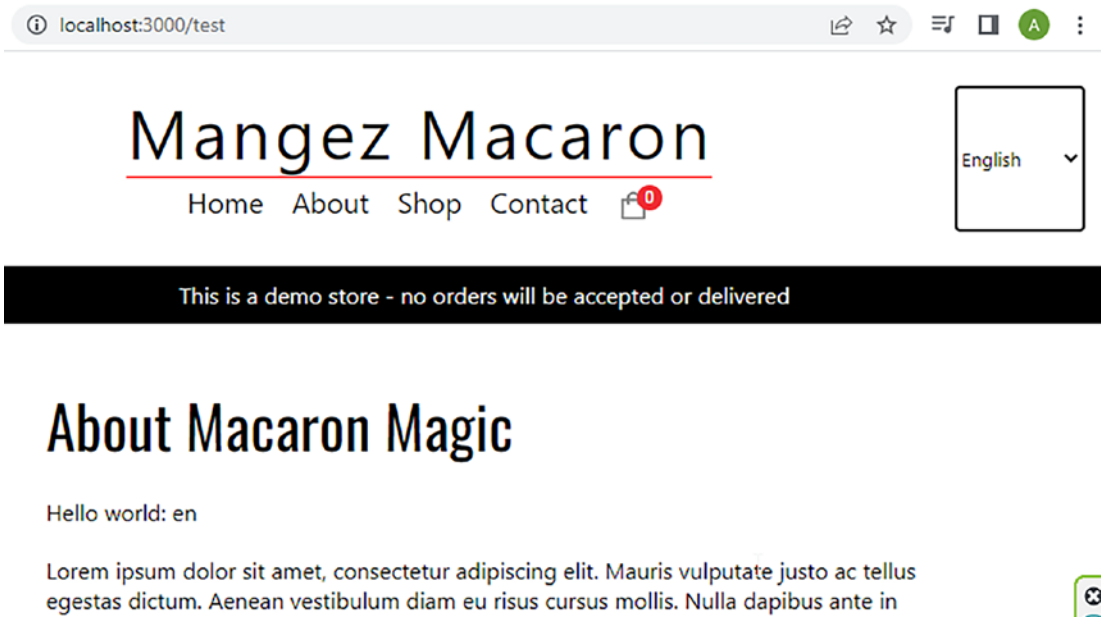 localhost:3000/test
A
Mangez Macaron
English
Home About Shop Contact 0
This is a demo store - no orders will be accepted or delivered
About Macaron Magic
Hello world: en
Lorem ipsum dolor sit amet, consectetur adipiscing elit. Mauris vulputate justo ac tellus
egestas dictum. Aenean vestibulum diam eu risus cursus mollis. Nulla dapibus ante in